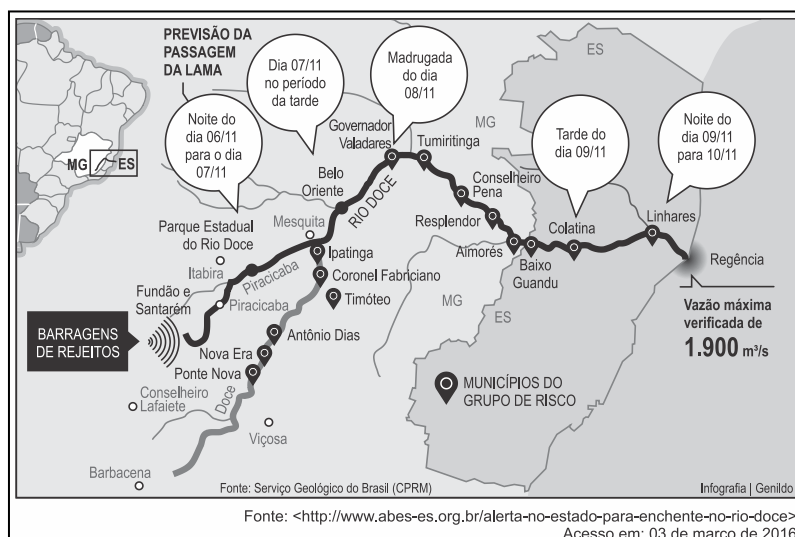 PREVISÃO DA
PASSAGEM
DA LAMA
Noite do
dia 06/11
para o dia
07/11
Dia 07/11
no período
da tarde
Madrugada
do dia
08/11
Tarde do
dia 09/11
Noite do
dia 09/11
para 10/11
MG
ES
ES
MG
Governador
Valadares
Tumiritinga
Belo
Oriente
RIO DOCE
Conselheiro
Pena
Parque Estadual
do Rio Doce
Mesquita
Resplendor
Colatina
Linhares
Itabira
Piracicaba
Ipatinga
Aimorés
Baixo
Guandu
Regência
Fundão e
Santarém
Piracicaba
Coronel Fabriciano
Timóteo
MG
ES
Vazão máxima
verificada de
1.900 m³/s
BARRAGENS
DE REJEITOS
Antônio Dias
Nova Era
Ponte Nova
MUNICÍPIOS DO
GRUPO DE RISCO
Conselheiro
Lafaiete
Doce
Viçosa
Barbacena
Fonte: Serviço Geológico do Brasil (CPRM)
Infografia | Genildo
Fonte: <http://www.abes-es.org.br/alerta-no-estado-para-enchente-no-rio-doce>
Acesso em: 03 de março de 2016